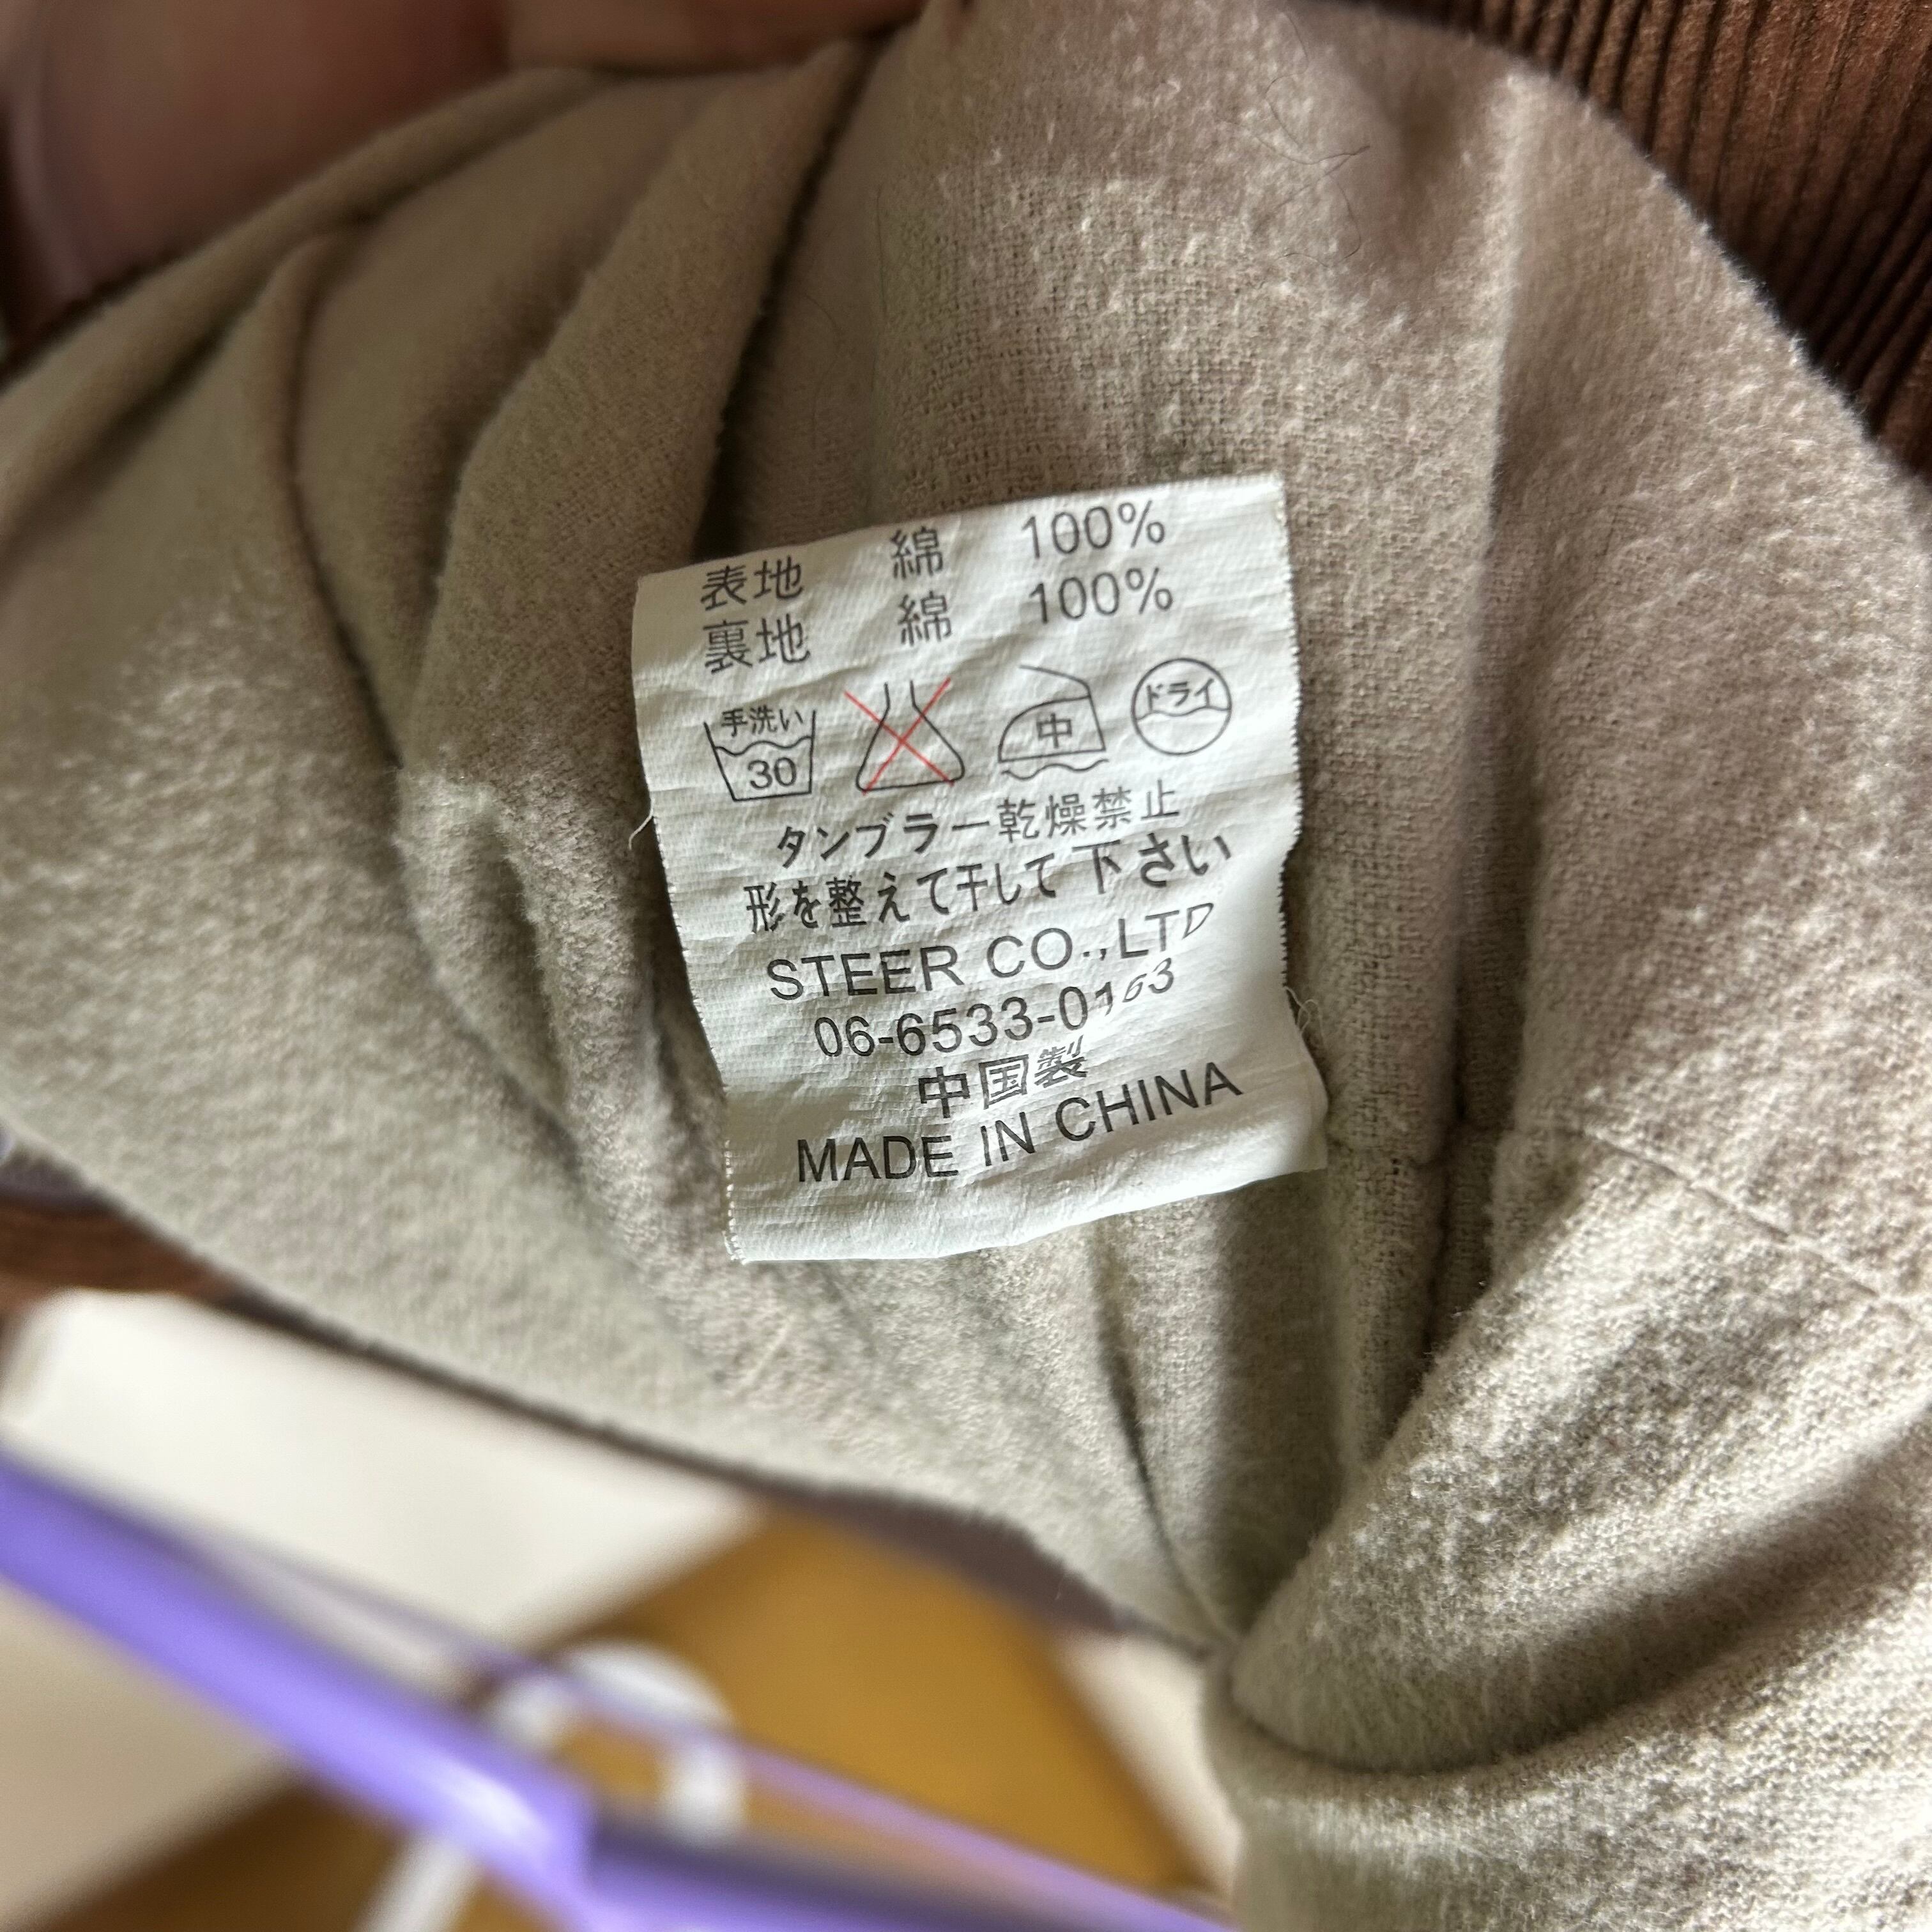 表地 綿 100%
裏地 綿 100%
手洗い 30 中 ドライ
タンブラー乾燥禁止
形を整えて干して下さい
STEER CO.,LTD
06-6533-0163
中国製
MADE IN CHINA